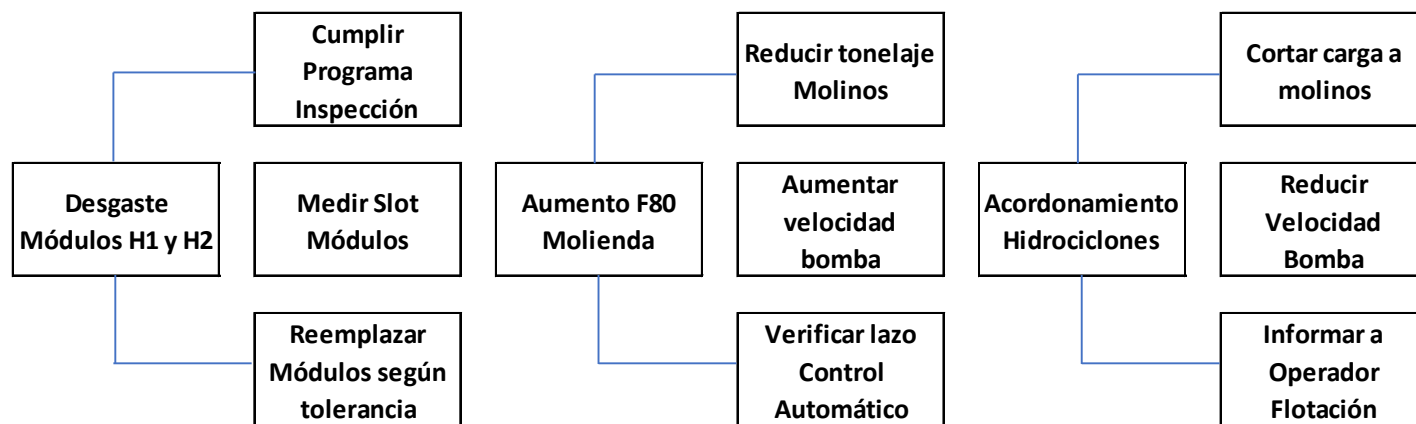 Cumplir
Programa
Inspección
Desgaste
Módulos H1 y H2
Medir Slot
Módulos
Reemplazar
Módulos según
tolerancia
Reducir tonelaje
Molinos
Aumento F80
Molienda
Aumentar
velocidad
bomba
Verificar lazo
Control
Automático
Cortar carga a
molinos
Acordonamiento
Hidrociclones
Reducir
Velocidad
Bomba
Informar a
Operador
Flotación